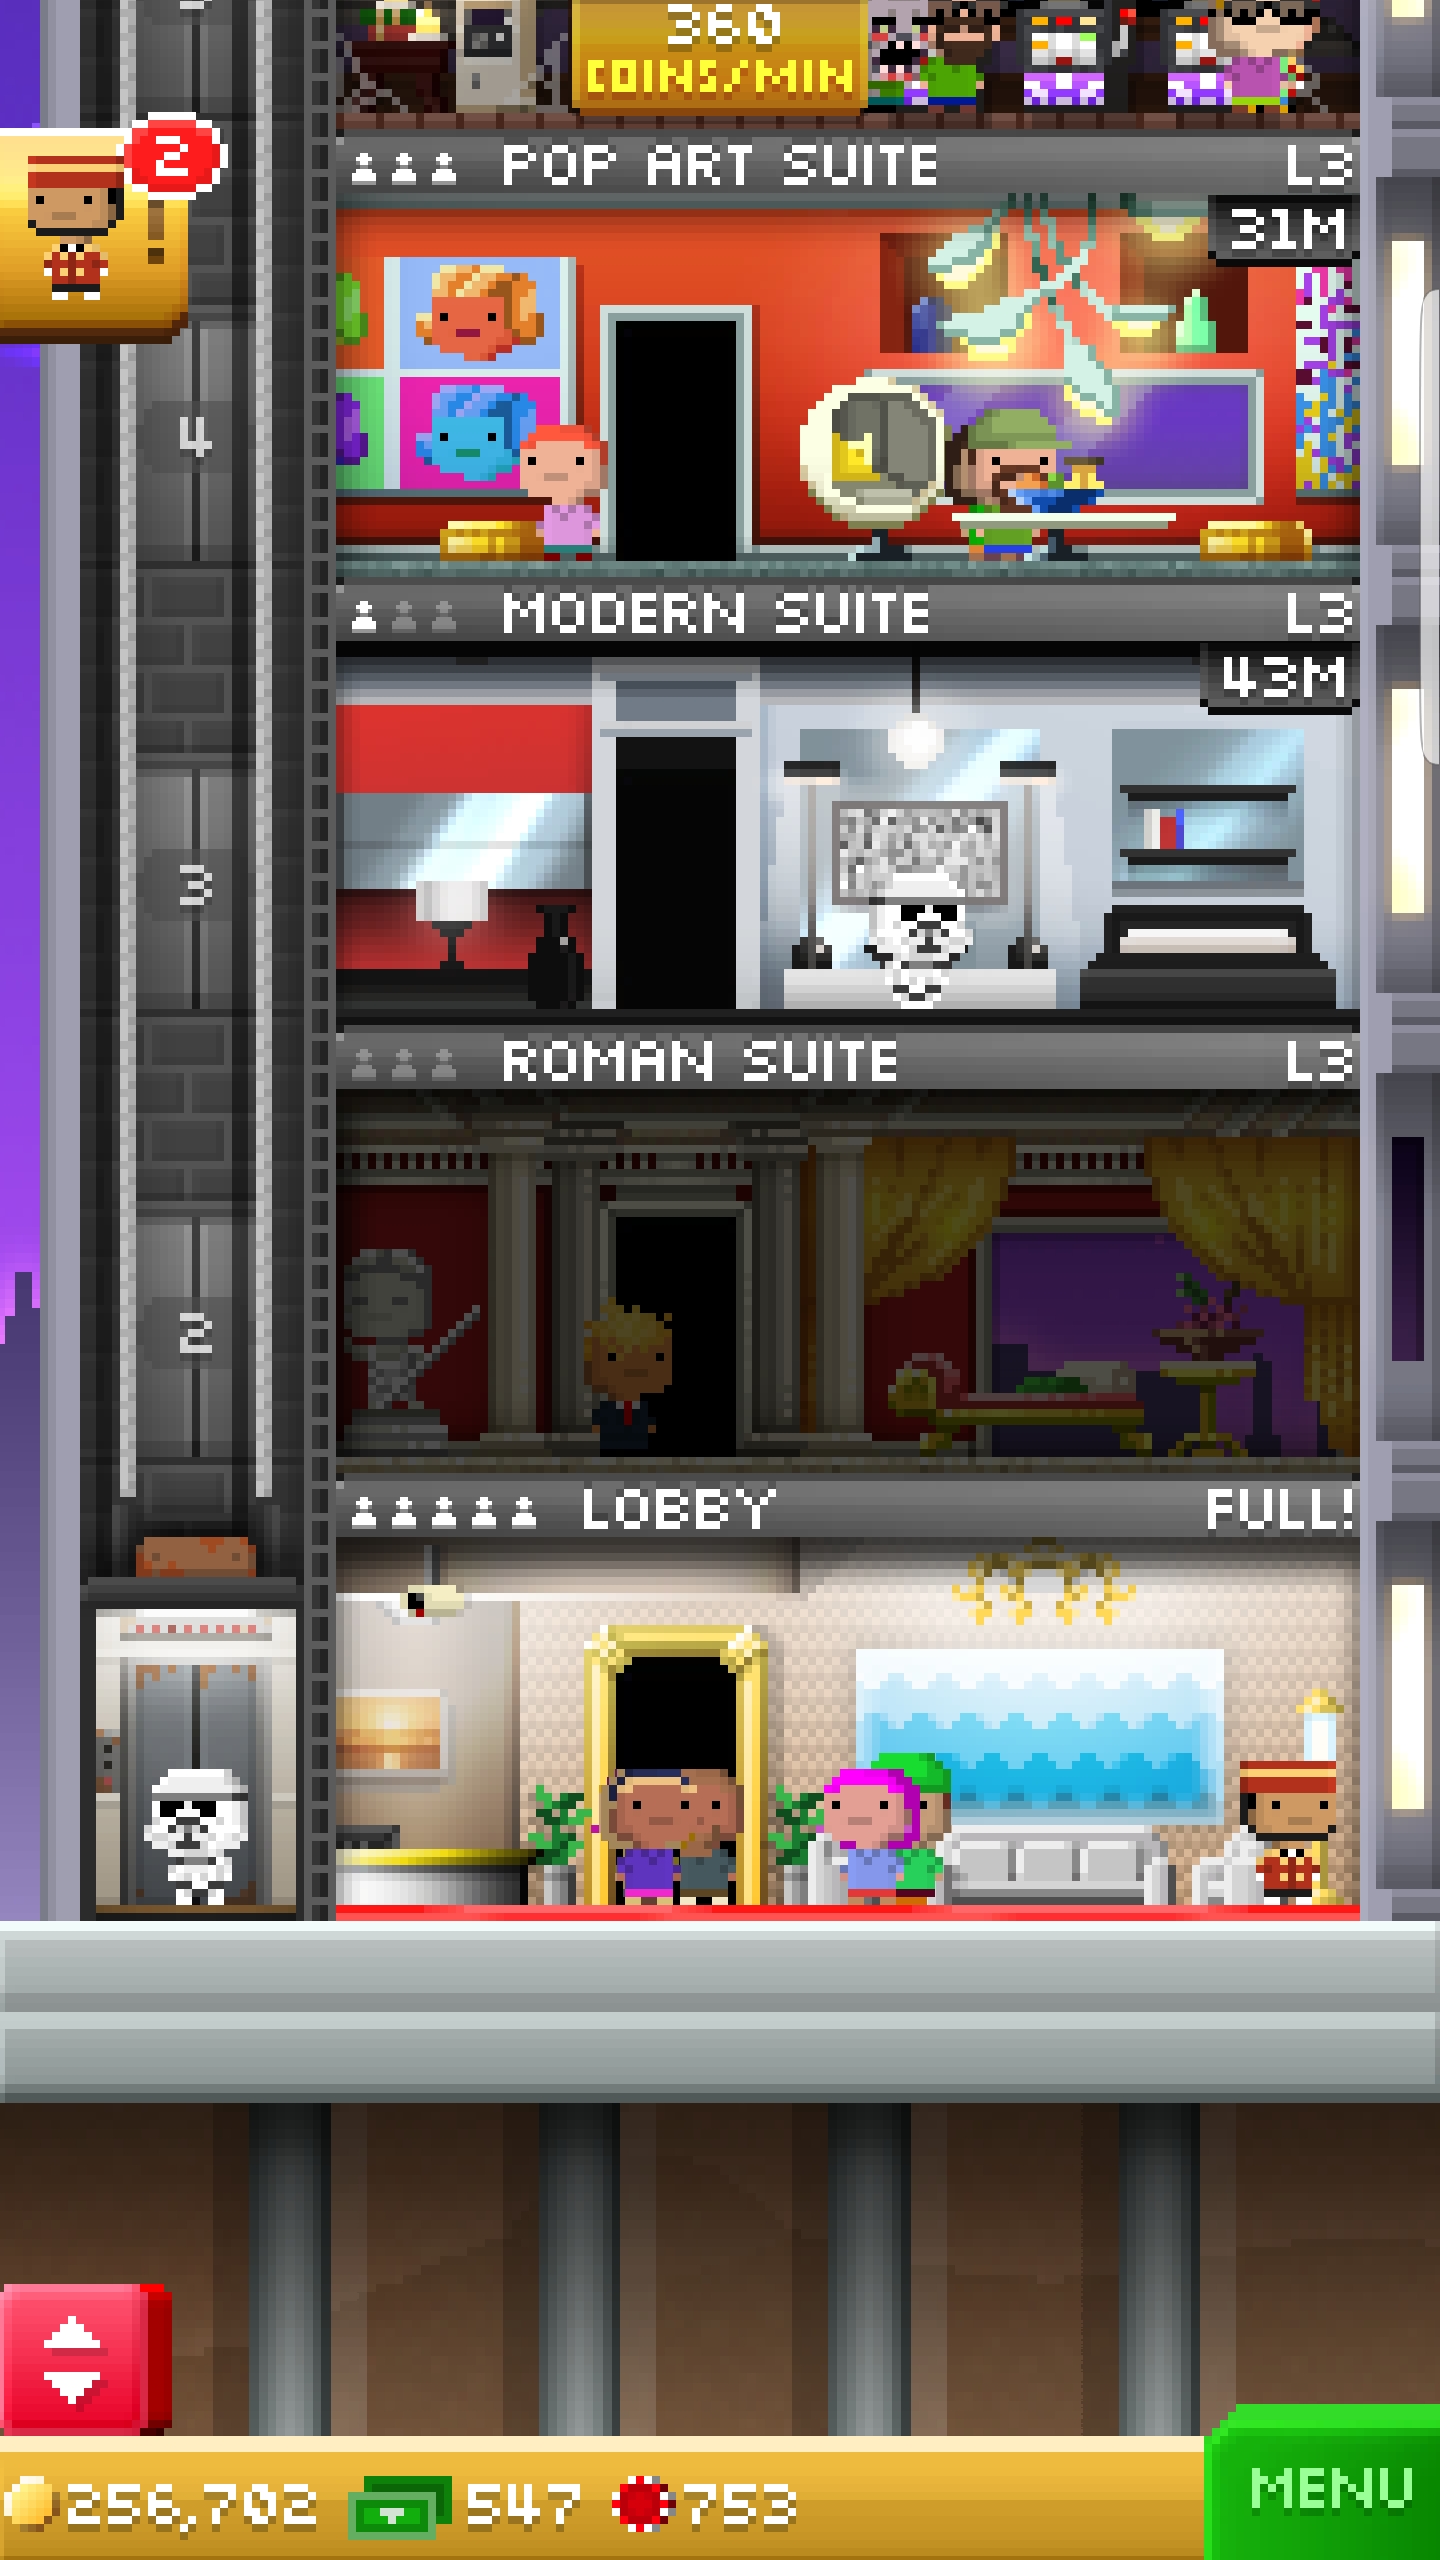 360
COINS/MIN
2
!
POP ART SUITE L3
31M
4
MODERN SUITE L3
43M
3
ROMAN SUITE L3
2
LOBBY FULL!
256,702 547 753
MENU